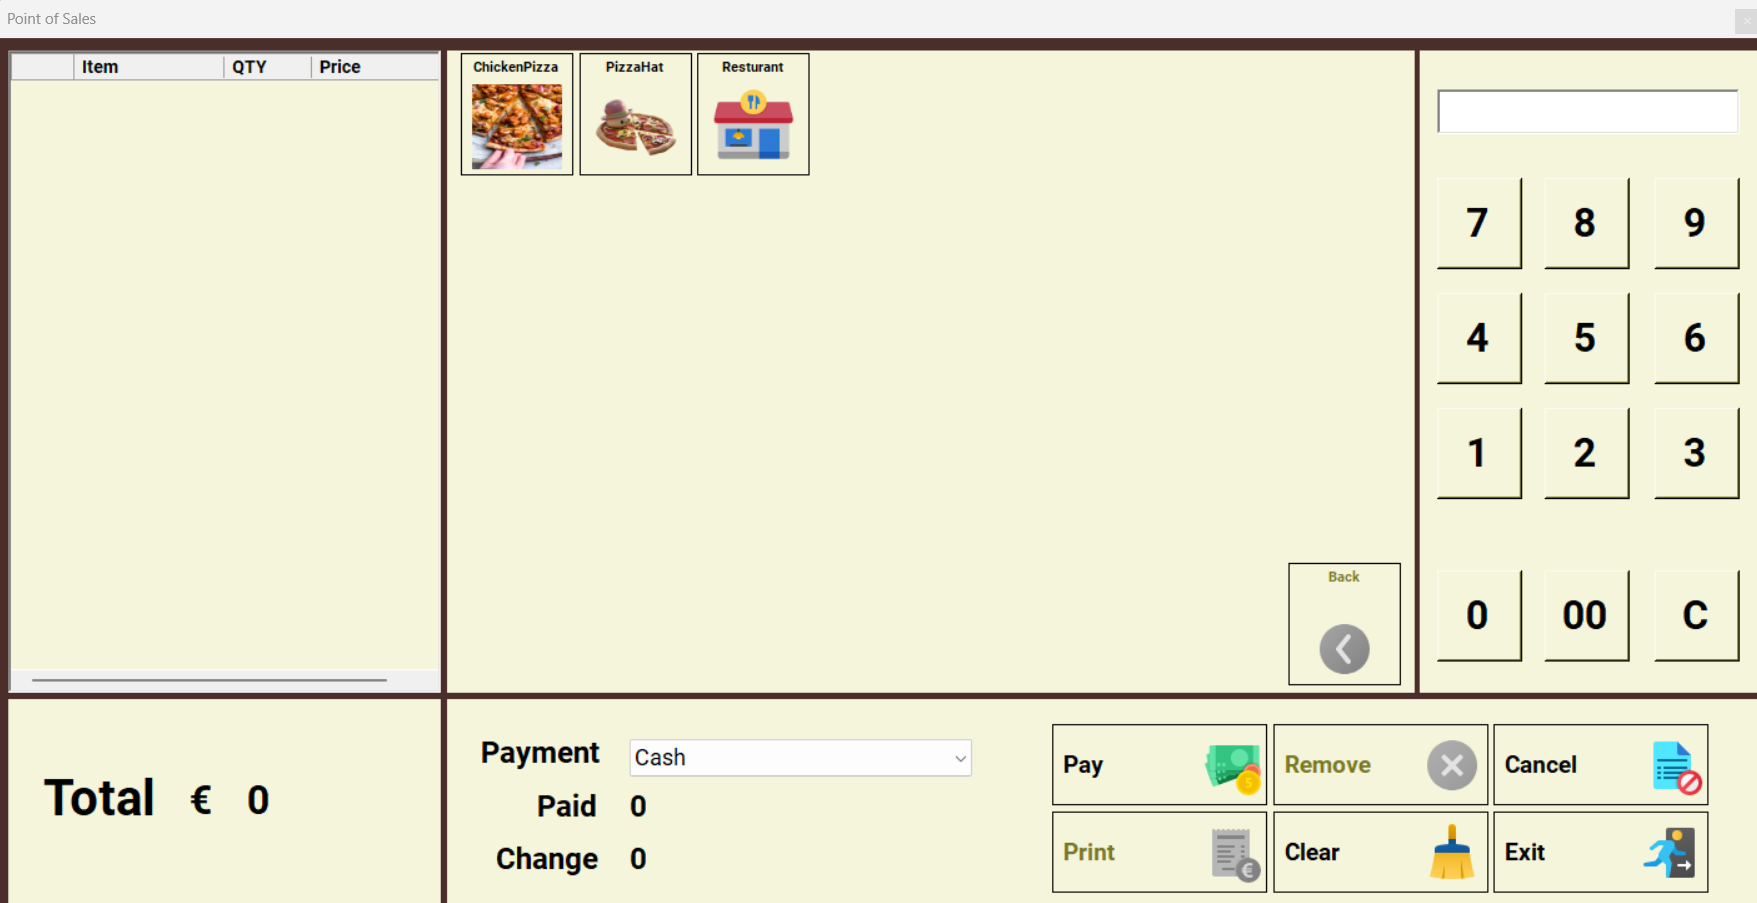 Point of Sales
Item QTY Price
ChickenPizza PizzaHat Resturant
7 8 9
4 5 6
1 2 3
Back
0 00 C
Total € 0
Payment Cash
Paid 0
Change 0
Pay Remove Cancel
Print Clear Exit